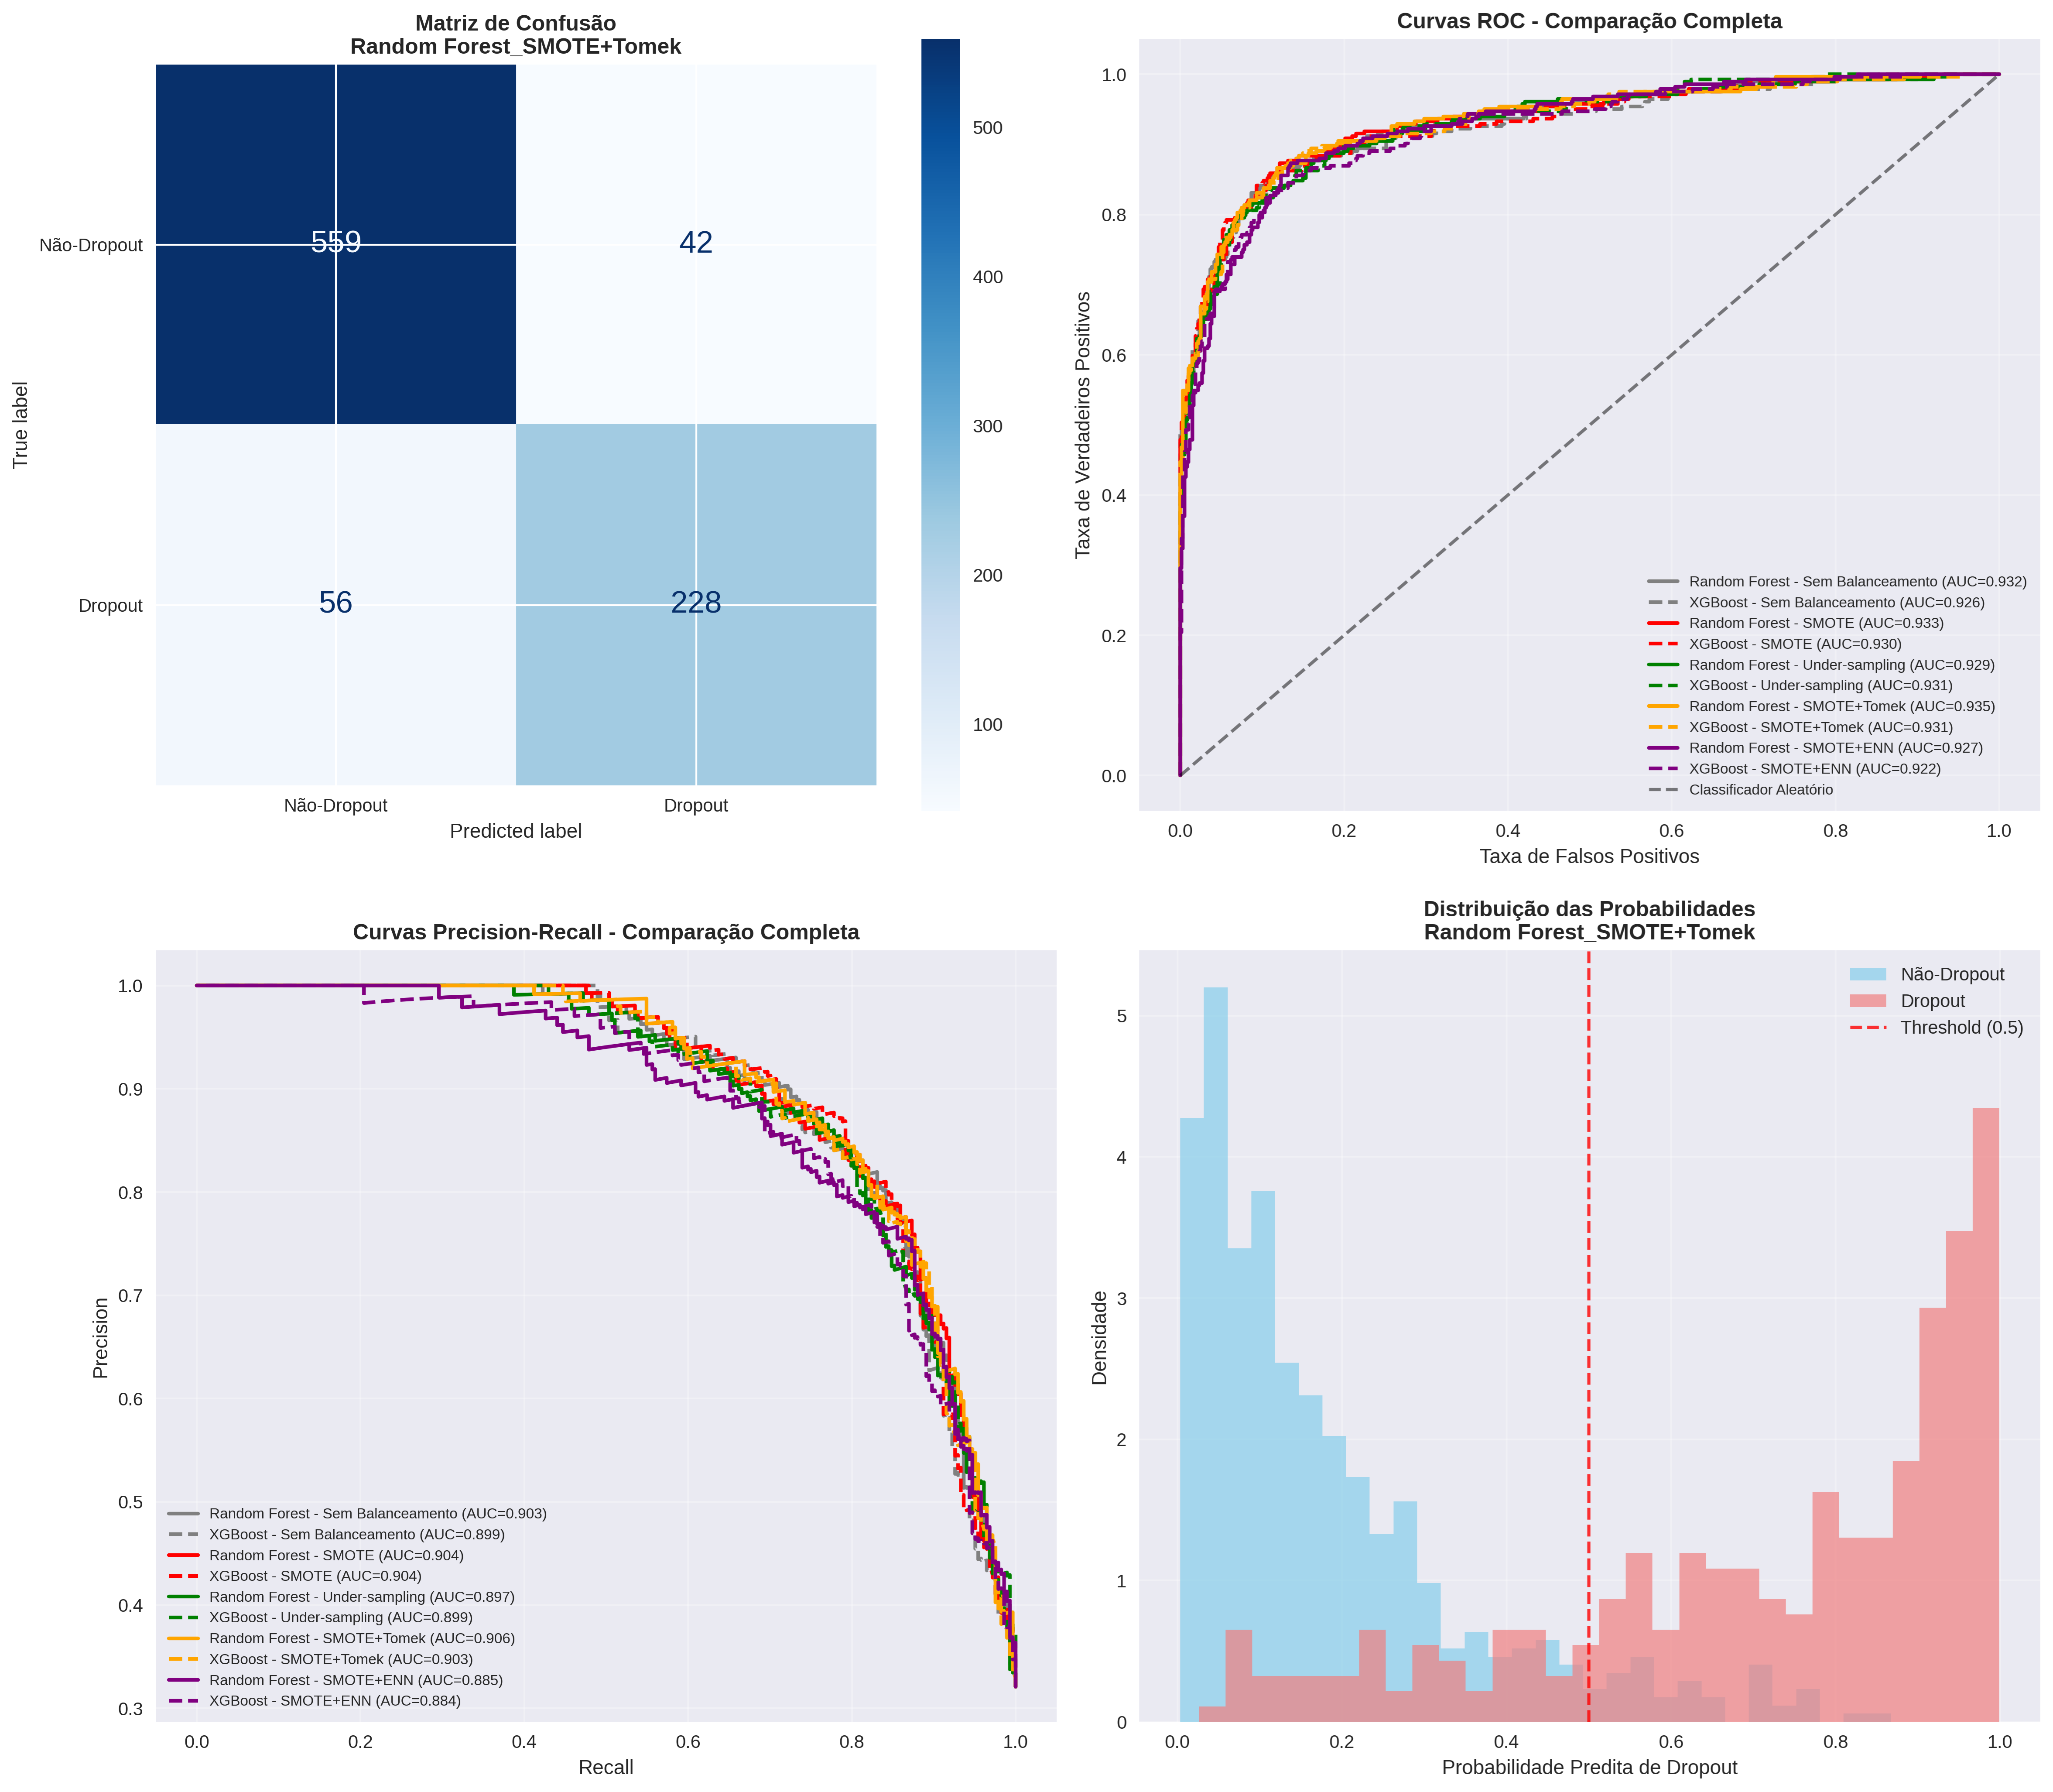 Matriz de Confusão
Random Forest_SMOTE+Tomek
True label
Não-Dropout
Dropout
559
42
56
228
Não-Dropout
Dropout
Predicted label
500
400
300
200
100
Curvas ROC - Comparação Completa
Taxa de Verdadeiros Positivos
1.0
0.8
0.6
0.4
0.2
0.0
Random Forest - Sem Balanceamento (AUC=0.932)
XGBoost - Sem Balanceamento (AUC=0.926)
Random Forest - SMOTE (AUC=0.933)
XGBoost - SMOTE (AUC=0.930)
Random Forest - Under-sampling (AUC=0.929)
XGBoost - Under-sampling (AUC=0.931)
Random Forest - SMOTE+Tomek (AUC=0.935)
XGBoost - SMOTE+Tomek (AUC=0.931)
Random Forest - SMOTE+ENN (AUC=0.927)
XGBoost - SMOTE+ENN (AUC=0.922)
Classificador Aleatório
0.0 0.2 0.4 0.6 0.8 1.0
Taxa de Falsos Positivos
Curvas Precision-Recall - Comparação Completa
Precision
1.0
0.9
0.8
0.7
0.6
0.5
0.4
0.3
Random Forest - Sem Balanceamento (AUC=0.903)
XGBoost - Sem Balanceamento (AUC=0.899)
Random Forest - SMOTE (AUC=0.904)
XGBoost - SMOTE (AUC=0.904)
Random Forest - Under-sampling (AUC=0.897)
XGBoost - Under-sampling (AUC=0.899)
Random Forest - SMOTE+Tomek (AUC=0.906)
XGBoost - SMOTE+Tomek (AUC=0.903)
Random Forest - SMOTE+ENN (AUC=0.885)
XGBoost - SMOTE+ENN (AUC=0.884)
0.0 0.2 0.4 0.6 0.8 1.0
Recall
Distribuição das Probabilidades
Random Forest_SMOTE+Tomek
Densidade
5
4
3
2
1
0
Não-Dropout
Dropout
Threshold (0.5)
0.0 0.2 0.4 0.6 0.8 1.0
Probabilidade Predita de Dropout